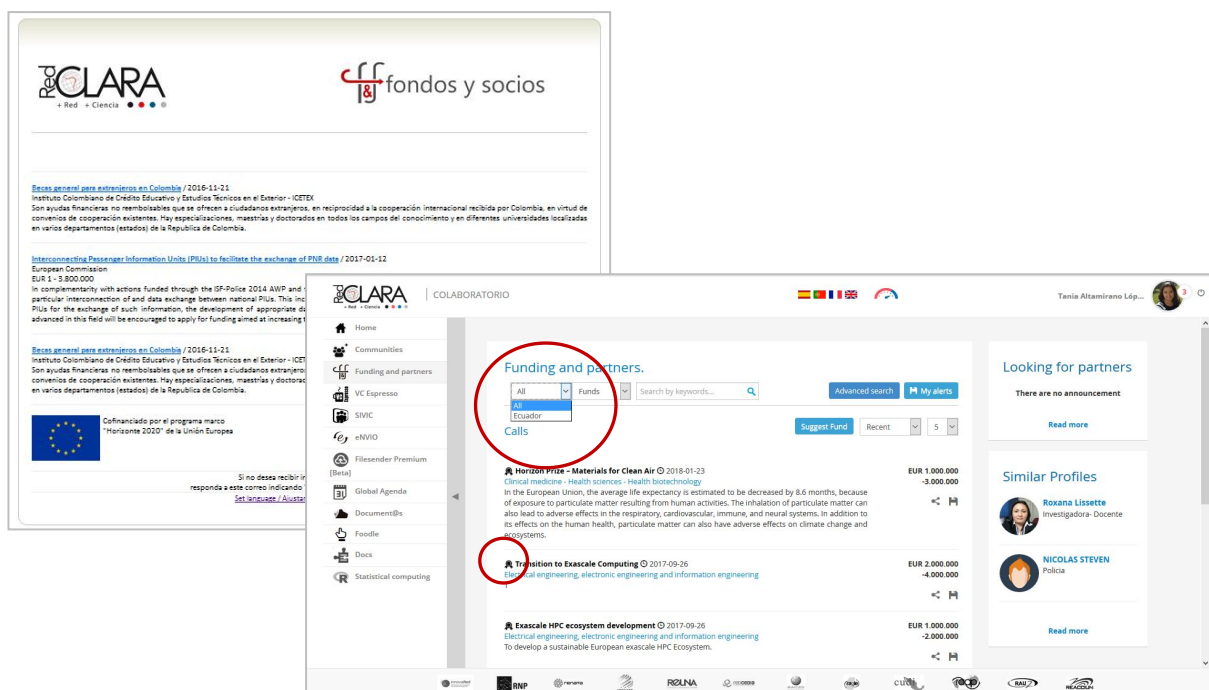 Red
CLARA
+ Red + Ciencia
cff&lj fondos y socios
Becas general para extranjeros en Colombia / 2016-11-21
Instituto Colombiano de Crédito Educativo y Estudios Técnicos en el Exterior - ICETEX
Son ayudas financieras no reembolsables que se ofrecen a ciudadanos extranjeros, en reciprocidad a la cooperación internacional recibida por Colombia, en virtud de
convenios de cooperación existentes. Hay especializaciones, maestrías y doctorados en todos los campos del conocimiento y en diferentes universidades localizadas
en varios departamentos (estados) de la Republica de Colombia.
Interconnecting Passenger Information Units (PIUs) to facilitate the exchange of PNR data / 2017-01-12
European Commission
EUR 1 - 3.800.000
In complementarity with actions funded through the ISF-Police 2014 AWP and
particular interconnection of and data exchange between national PIUs. This inc
PIUs for the exchange of such information, the development of appropriate da
advanced in this field will be encouraged to apply for funding aimed at increasing t
Becas general para extranjeros en Colombia / 2016-11-21
Instituto Colombiano de Crédito Educativo y Estudios Técnicos en el Exterior - ICET
Son ayudas financieras no reembolsables que se ofrecen a ciudadanos extranjero
convenios de cooperación existentes. Hay especializaciones, maestrías y doctorad
en varios departamentos (estados) de la Republica de Colombia.
Cofinanciado por el programa marco
"Horizonte 2020" de la Unión Europea
Si no desea recibir in
responda a este correo indicando
Set language / Ajusta
Red
CLARA
+ Red + Ciencia
COLABORATORIO
Tania Altamirano Lóp...
3
Home
Communities
Funding and partners
VC Espresso
SIVIC
eNVIO
Filesender Premium
[Beta]
Global Agenda
Document@s
Foodle
Docs
Statistical computing
Funding and partners.
All Funds Search by keywords... Advanced search My alerts
All
Ecuador
Calls
Suggest Fund Recent 5
Horizon Prize – Materials for Clean Air 2018-01-23 EUR 1.000.000
Clinical medicine - Health sciences - Health biotechnology -3.000.000
In the European Union, the average life expectancy is estimated to be decreased by 8.6 months, because
of exposure to particulate matter resulting from human activities. The inhalation of particulate matter can
also lead to adverse effects in the respiratory, cardiovascular, immune, and neural systems. In addition to
its effects on the human health, particulate matter can also have adverse effects on climate change and
ecosystems.
Transition to Exascale Computing 2017-09-26 EUR 2.000.000
Electrical engineering, electronic engineering and information engineering -4.000.000
Exascale HPC ecosystem development 2017-09-26 EUR 1.000.000
Electrical engineering, electronic engineering and information engineering -2.000.000
To develop a sustainable European exascale HPC Ecosystem.
Looking for partners
There are no announcement
Read more
Similar Profiles
Roxana Lissette
Investigadora- Docente
NICOLAS STEVEN
Policia
Read more
RNP renata REUNA cudi RAU2 REACCIUN